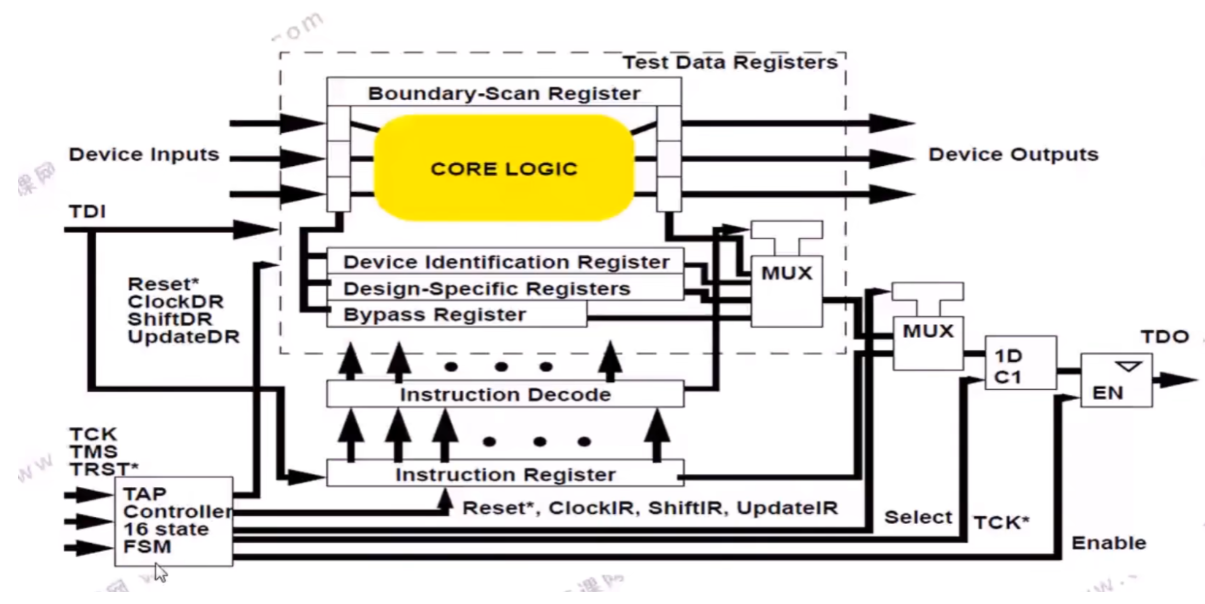 Test Data Registers
Boundary-Scan Register
Device Inputs
CORE LOGIC
Device Outputs
TDI
Device Identification Register
MUX
Reset*
ClockDR
ShiftDR
UpdateDR
Design-Specific Registers
Bypass Register
MUX
TDO
1D
C1
EN
Instruction Decode
TCK
TMS
TRST*
Instruction Register
TAP
Controller
16 state
FSM
Reset*, ClockIR, ShiftIR, UpdateIR
Select
TCK*
Enable